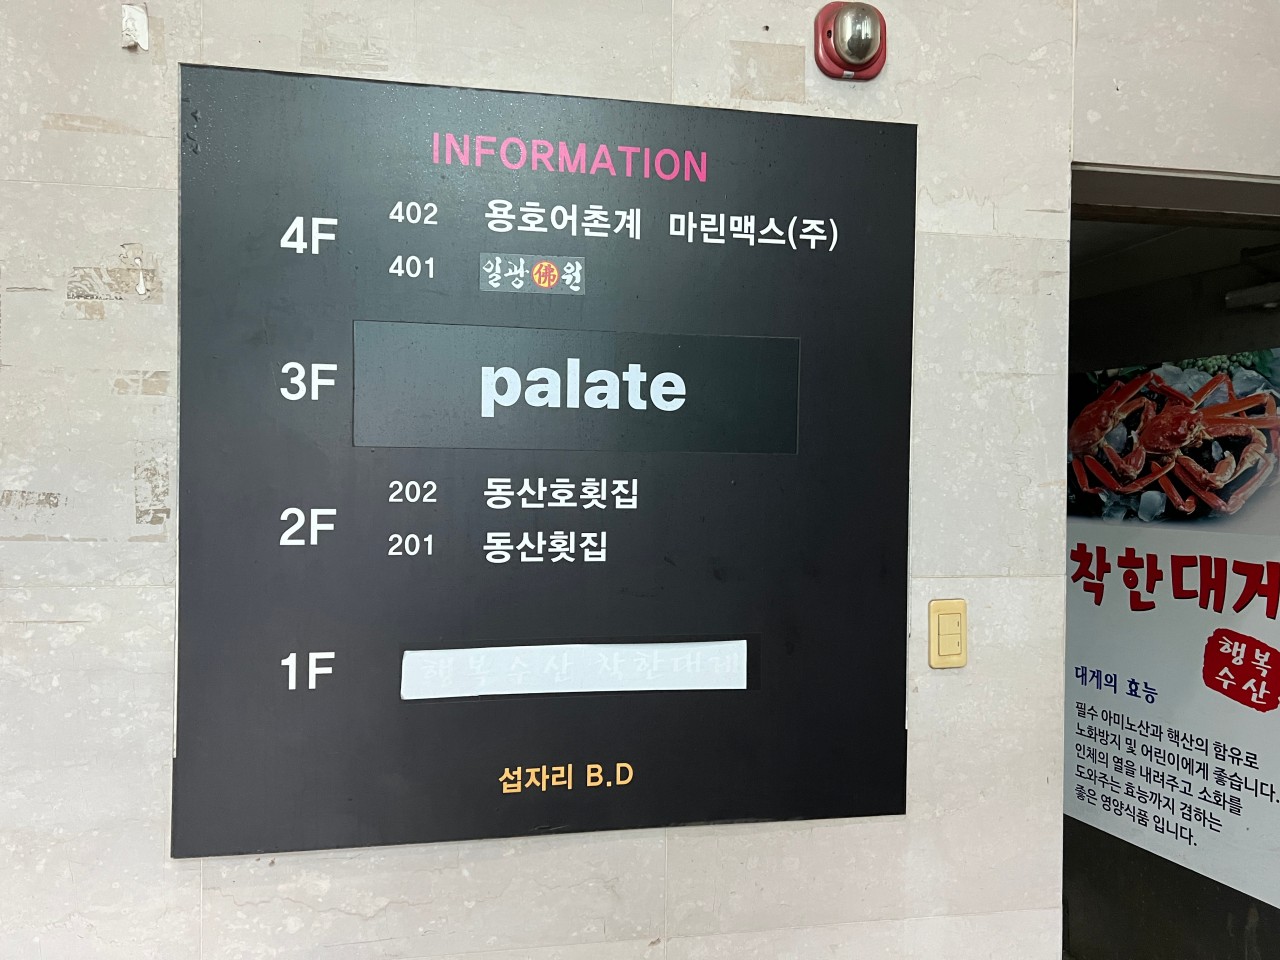 INFORMATION
4F
402 용호어촌계 마린맥스(주)
401 일광佛원
3F palate
2F
202 동산호횟집
201 동산횟집
1F 행복수산 착한대게
섭자리 B.D
착한대게
행복
수산
대게의 효능
필수 아미노산과 핵산의 함유로
노화방지 및 어린이에게 좋습니다.
인체의 열을 내려주고 소화를
도와주는 효능까지 겸하는
좋은 영양식품 입니다.